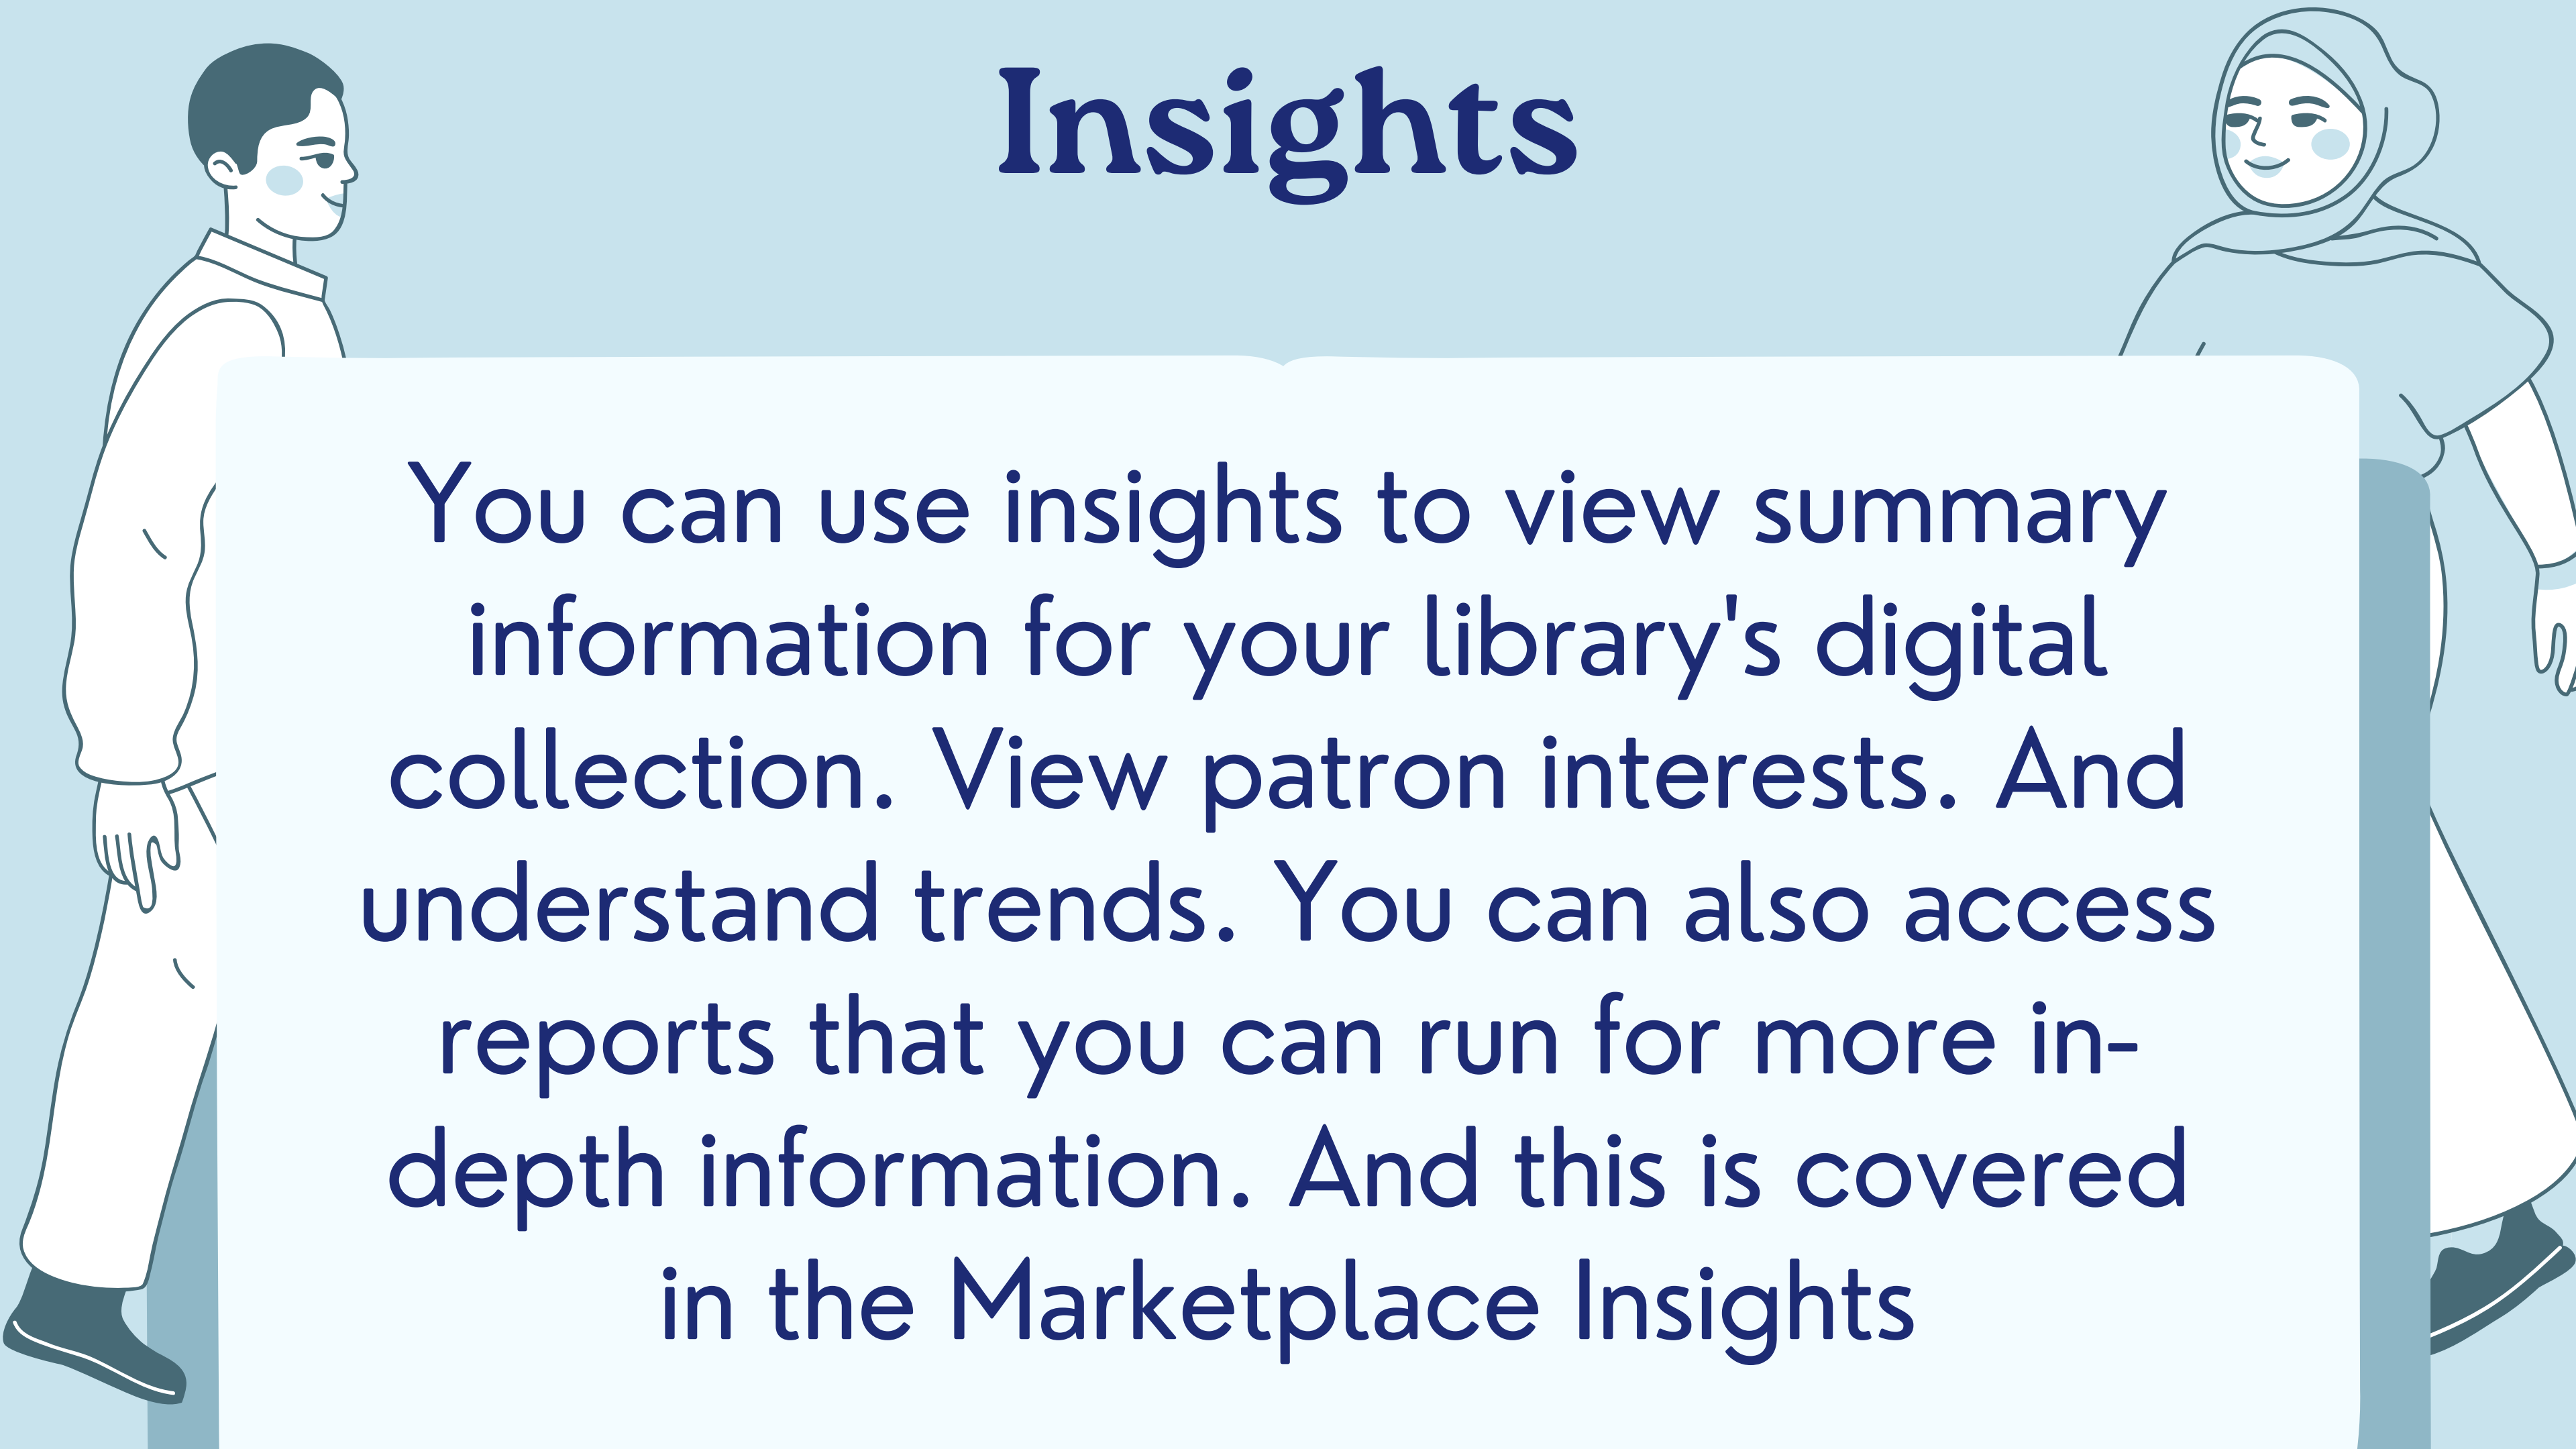 Insights
You can use insights to view summary
information for your library's digital
collection. View patron interests. And
understand trends. You can also access
reports that you can run for more in-
depth information. And this is covered
in the Marketplace Insights